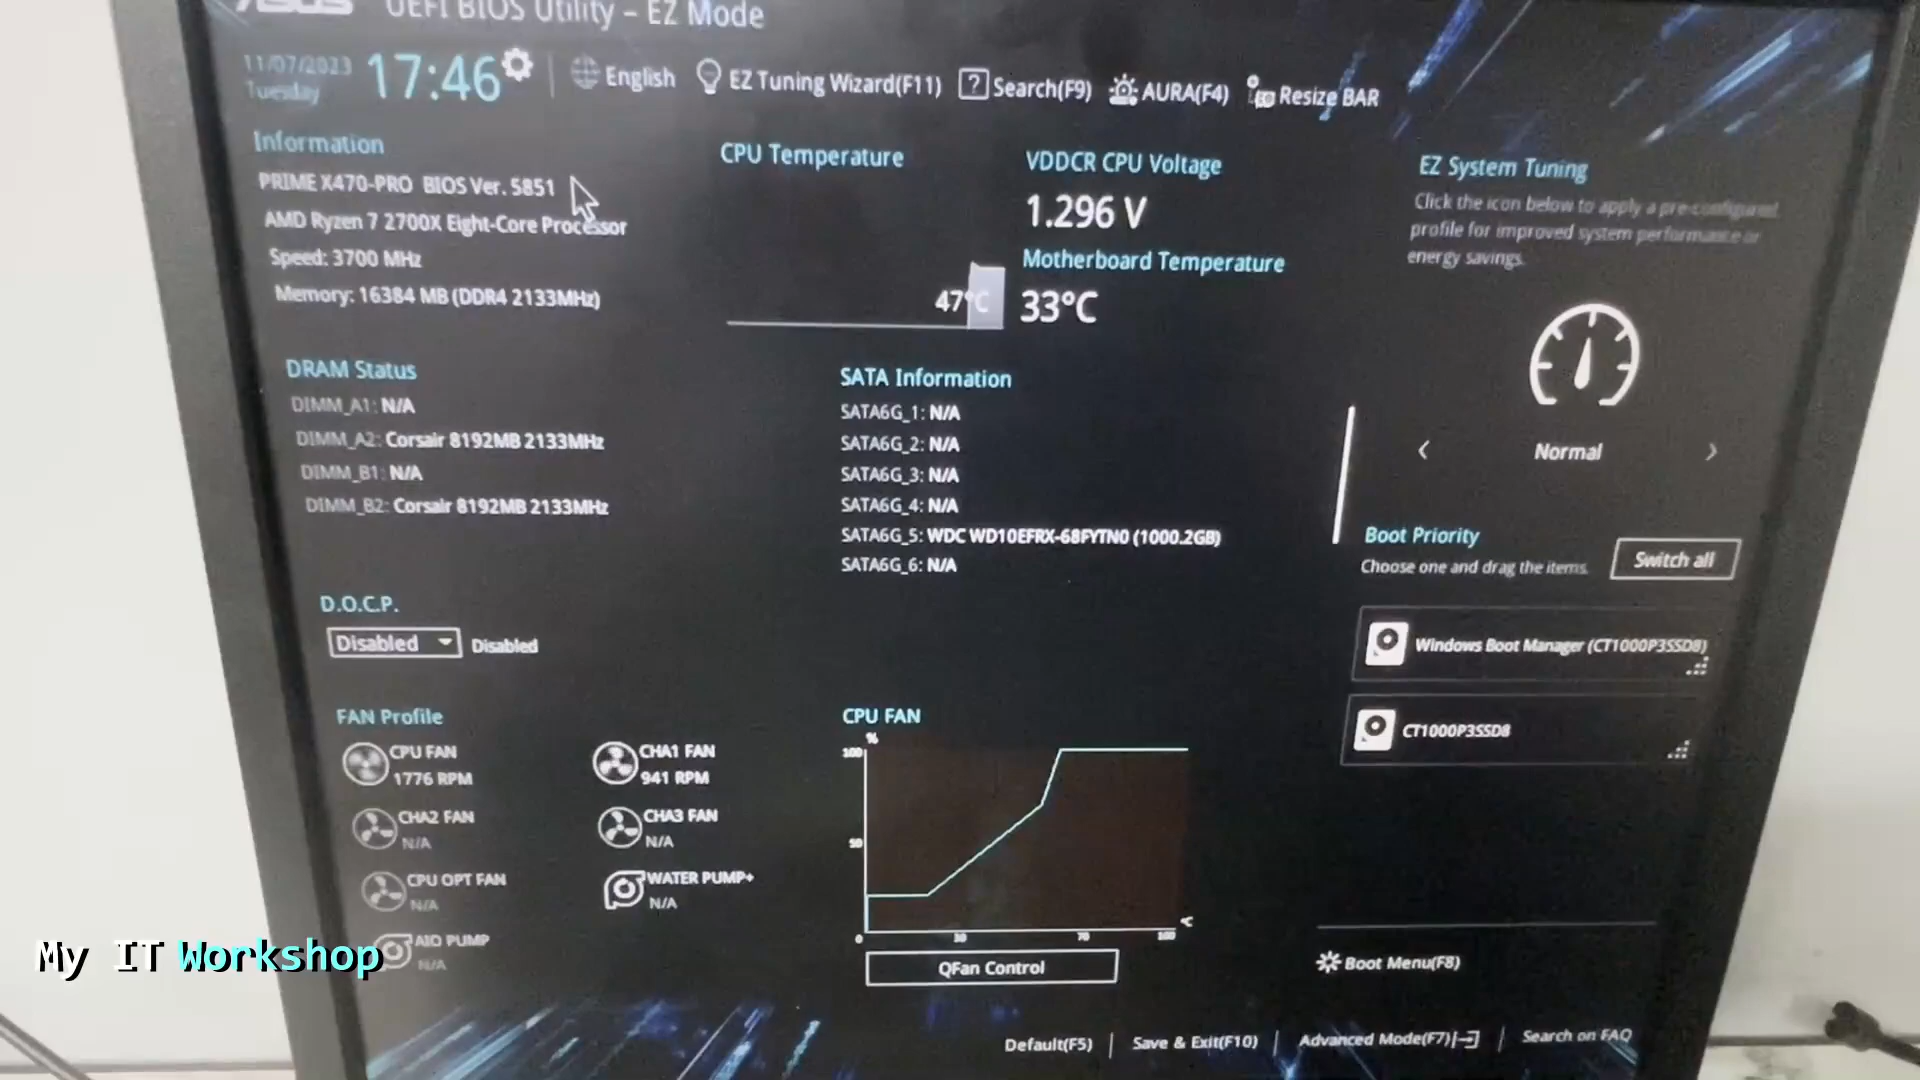 ASUS UEFI BIOS Utility – EZ Mode
11/07/2023
Tuesday
17:46
English
EZ Tuning Wizard(F11)
Search(F9)
AURA(F4)
Resize BAR
Information
PRIME X470-PRO BIOS Ver. 5851
AMD Ryzen 7 2700X Eight-Core Processor
Speed: 3700 MHz
Memory: 16384 MB (DDR4 2133MHz)
CPU Temperature
47°C
VDDCR CPU Voltage
1.296 V
Motherboard Temperature
33°C
EZ System Tuning
Click the icon below to apply a pre-configured
profile for improved system performance or
energy savings.
Normal
DRAM Status
DIMM_A1: N/A
DIMM_A2: Corsair 8192MB 2133MHz
DIMM_B1: N/A
DIMM_B2: Corsair 8192MB 2133MHz
SATA Information
SATA6G_1: N/A
SATA6G_2: N/A
SATA6G_3: N/A
SATA6G_4: N/A
SATA6G_5: WDC WD10EFRX-68FYTN0 (1000.2GB)
SATA6G_6: N/A
D.O.C.P.
Disabled
Disabled
Boot Priority
Choose one and drag the items.
Switch all
Windows Boot Manager (CT1000P3SSD8)
CT1000P3SSD8
FAN Profile
CPU FAN
1776 RPM
CHA1 FAN
941 RPM
CHA2 FAN
N/A
CHA3 FAN
N/A
CPU OPT FAN
N/A
WATER PUMP+
N/A
AIO PUMP
N/A
CPU FAN
%
100
50
0
30
70
100
°C
QFan Control
Boot Menu(F8)
Default(F5)
Save & Exit(F10)
Advanced Mode(F7)
Search on FAQ
My IT Workshop